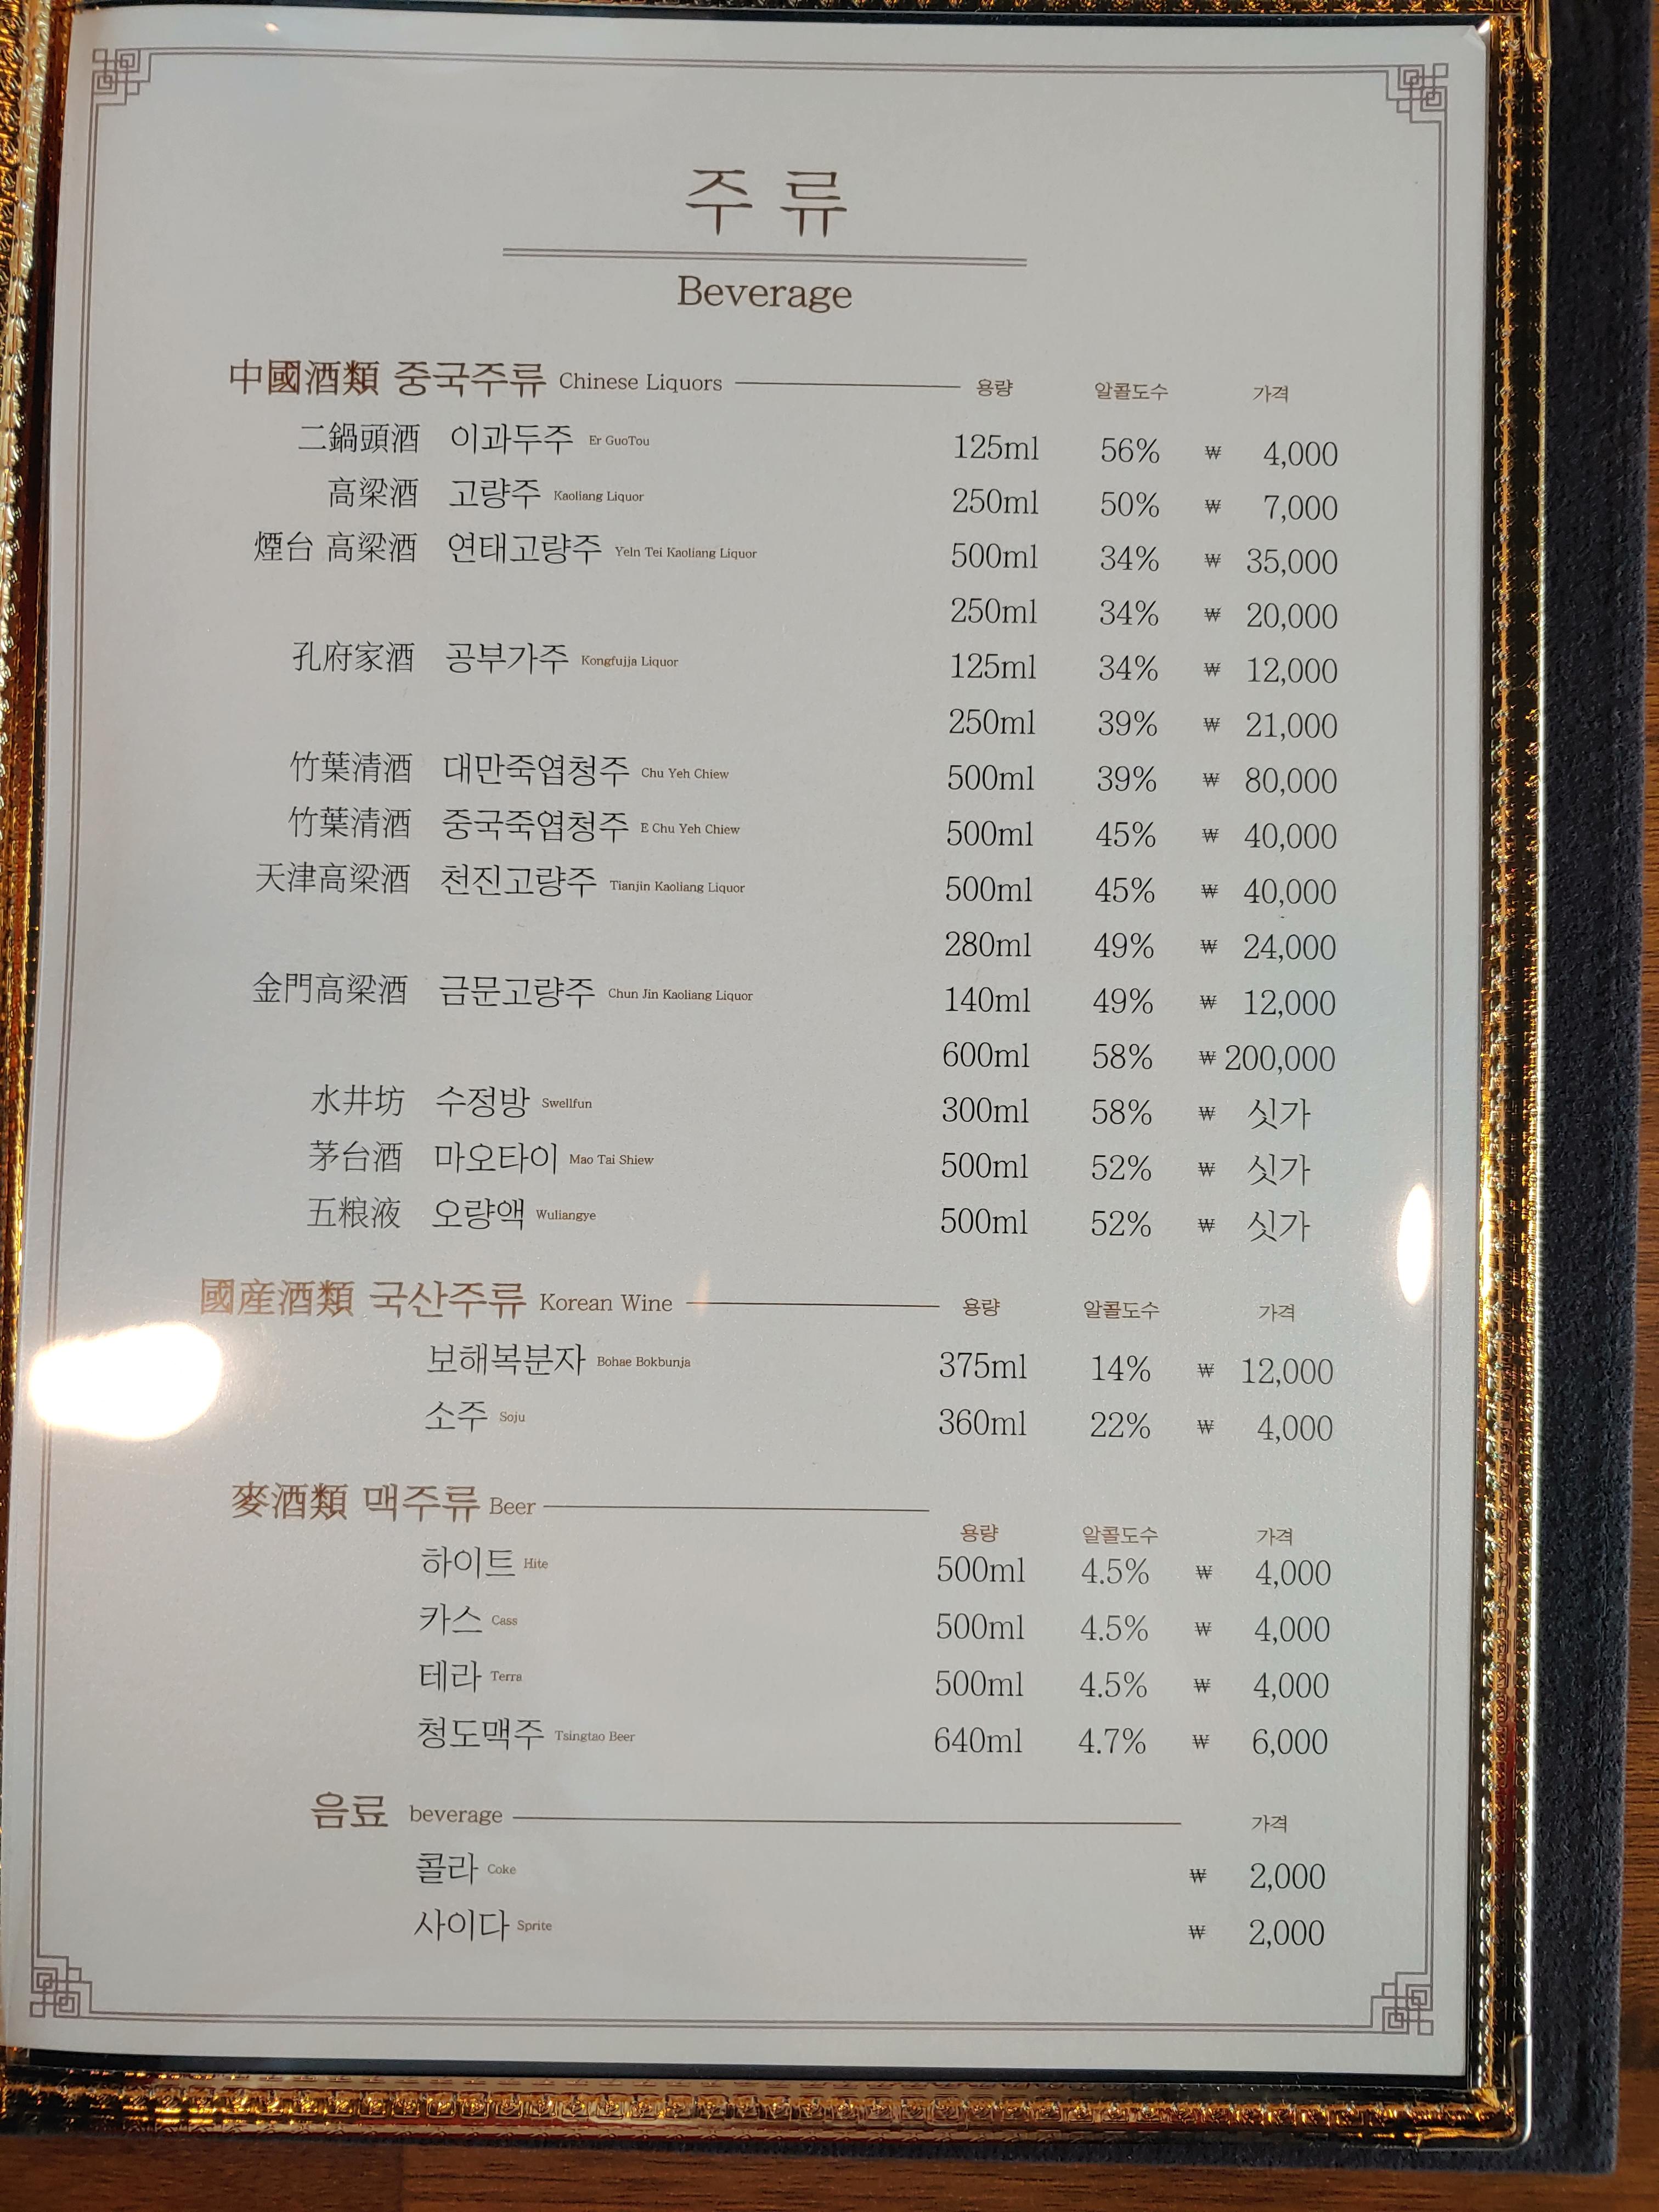 주류
Beverage
中國酒類 중국주류 Chinese Liquors 용량 알콜도수 가격
二鍋頭酒 이과두주 Er GuoTou 125ml 56% ₩ 4,000
高梁酒 고량주 Kaoliang Liquor 250ml 50% ₩ 7,000
煙台 高梁酒 연태고량주 Yeln Tei Kaoliang Liquor 500ml 34% ₩ 35,000
250ml 34% ₩ 20,000
孔府家酒 공부가주 Kongfujja Liquor 125ml 34% ₩ 12,000
250ml 39% ₩ 21,000
竹葉清酒 대만죽엽청주 Chu Yeh Chiew 500ml 39% ₩ 80,000
竹葉清酒 중국죽엽청주 E Chu Yeh Chiew 500ml 45% ₩ 40,000
天津高梁酒 천진고량주 Tianjin Kaoliang Liquor 500ml 45% ₩ 40,000
280ml 49% ₩ 24,000
金門高梁酒 금문고량주 Chun Jin Kaoliang Liquor 140ml 49% ₩ 12,000
600ml 58% ₩ 200,000
水井坊 수정방 Swellfun 300ml 58% ₩ 싯가
茅台酒 마오타이 Mao Tai Shiew 500ml 52% ₩ 싯가
五粮液 오량액 Wuliangye 500ml 52% ₩ 싯가
國産酒類 국산주류 Korean Wine 용량 알콜도수 가격
보해복분자 Bohae Bokbunja 375ml 14% ₩ 12,000
소주 Soju 360ml 22% ₩ 4,000
麥酒類 맥주류 Beer 용량 알콜도수 가격
하이트 Hite 500ml 4.5% ₩ 4,000
카스 Cass 500ml 4.5% ₩ 4,000
테라 Terra 500ml 4.5% ₩ 4,000
청도맥주 Tsingtao Beer 640ml 4.7% ₩ 6,000
음료 beverage 가격
콜라 Coke ₩ 2,000
사이다 Sprite ₩ 2,000